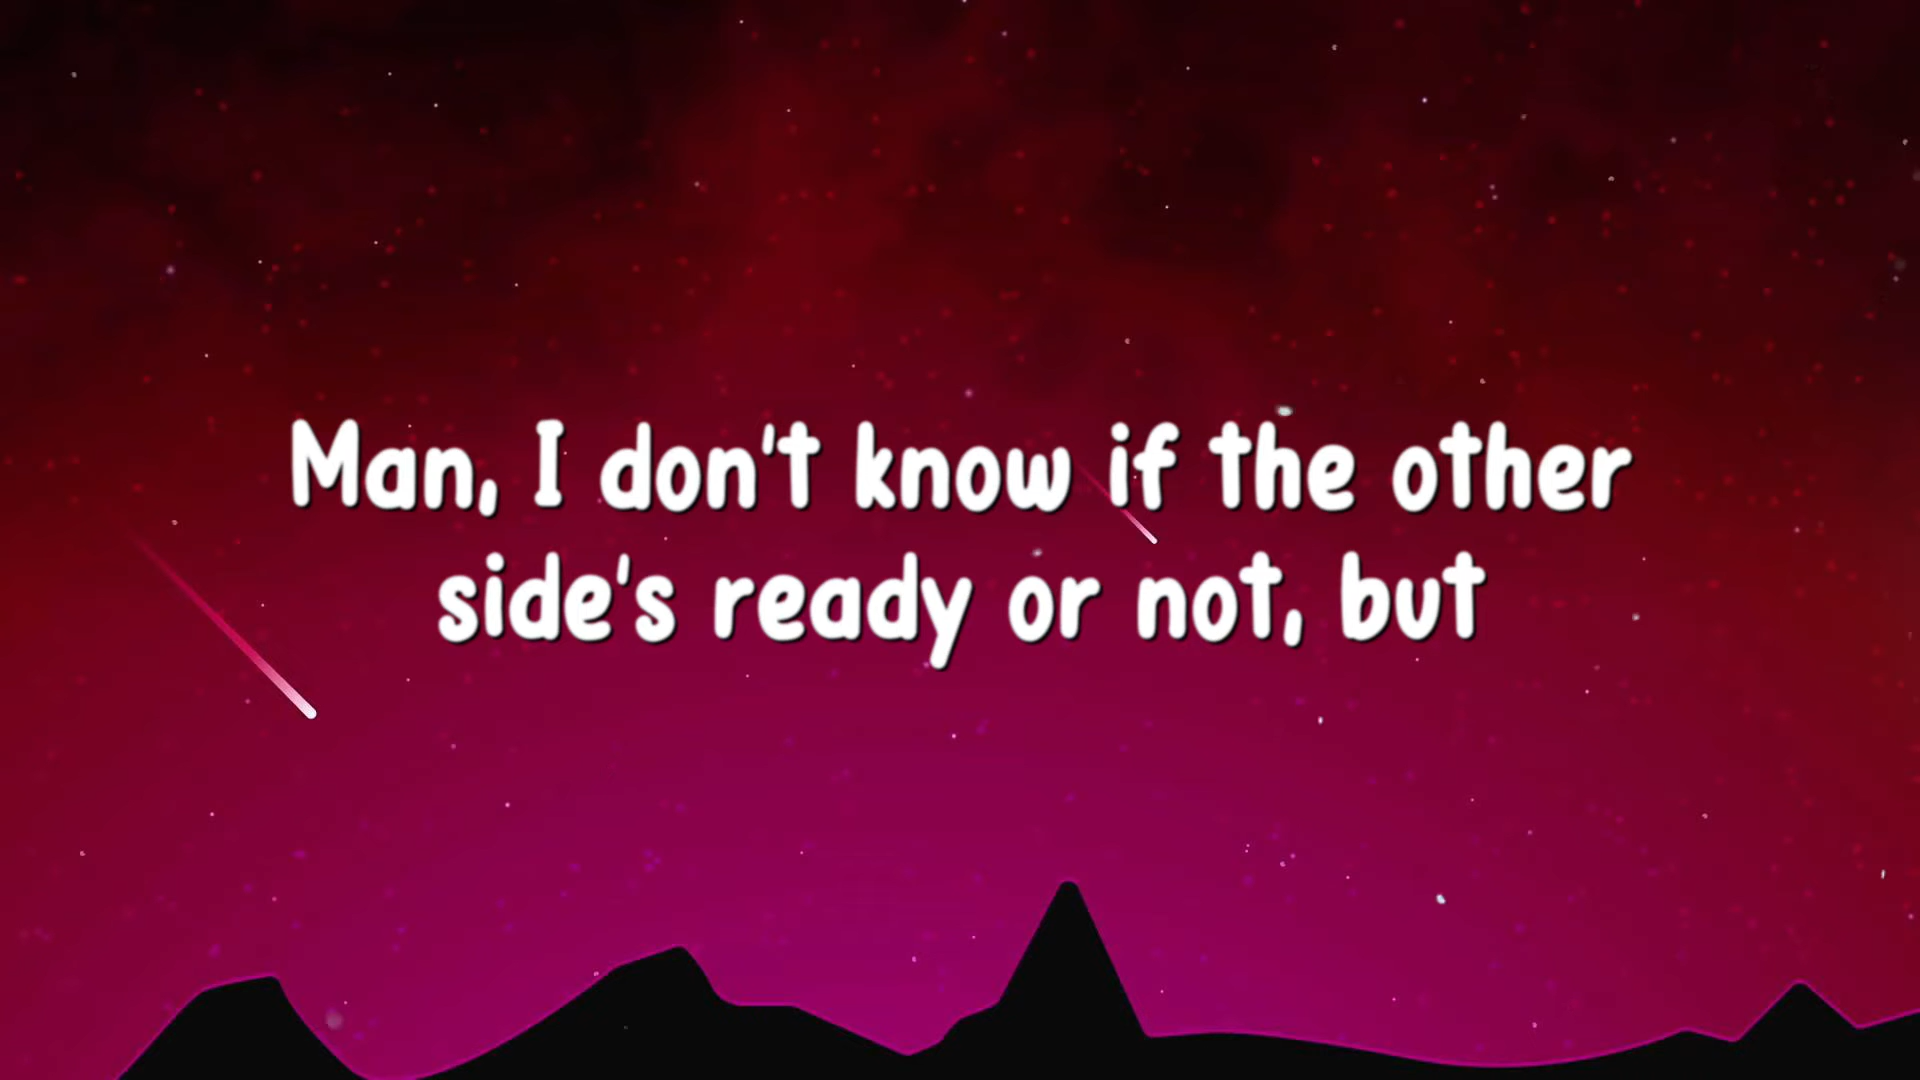 Man, I don't know if the other
side's ready or not, but